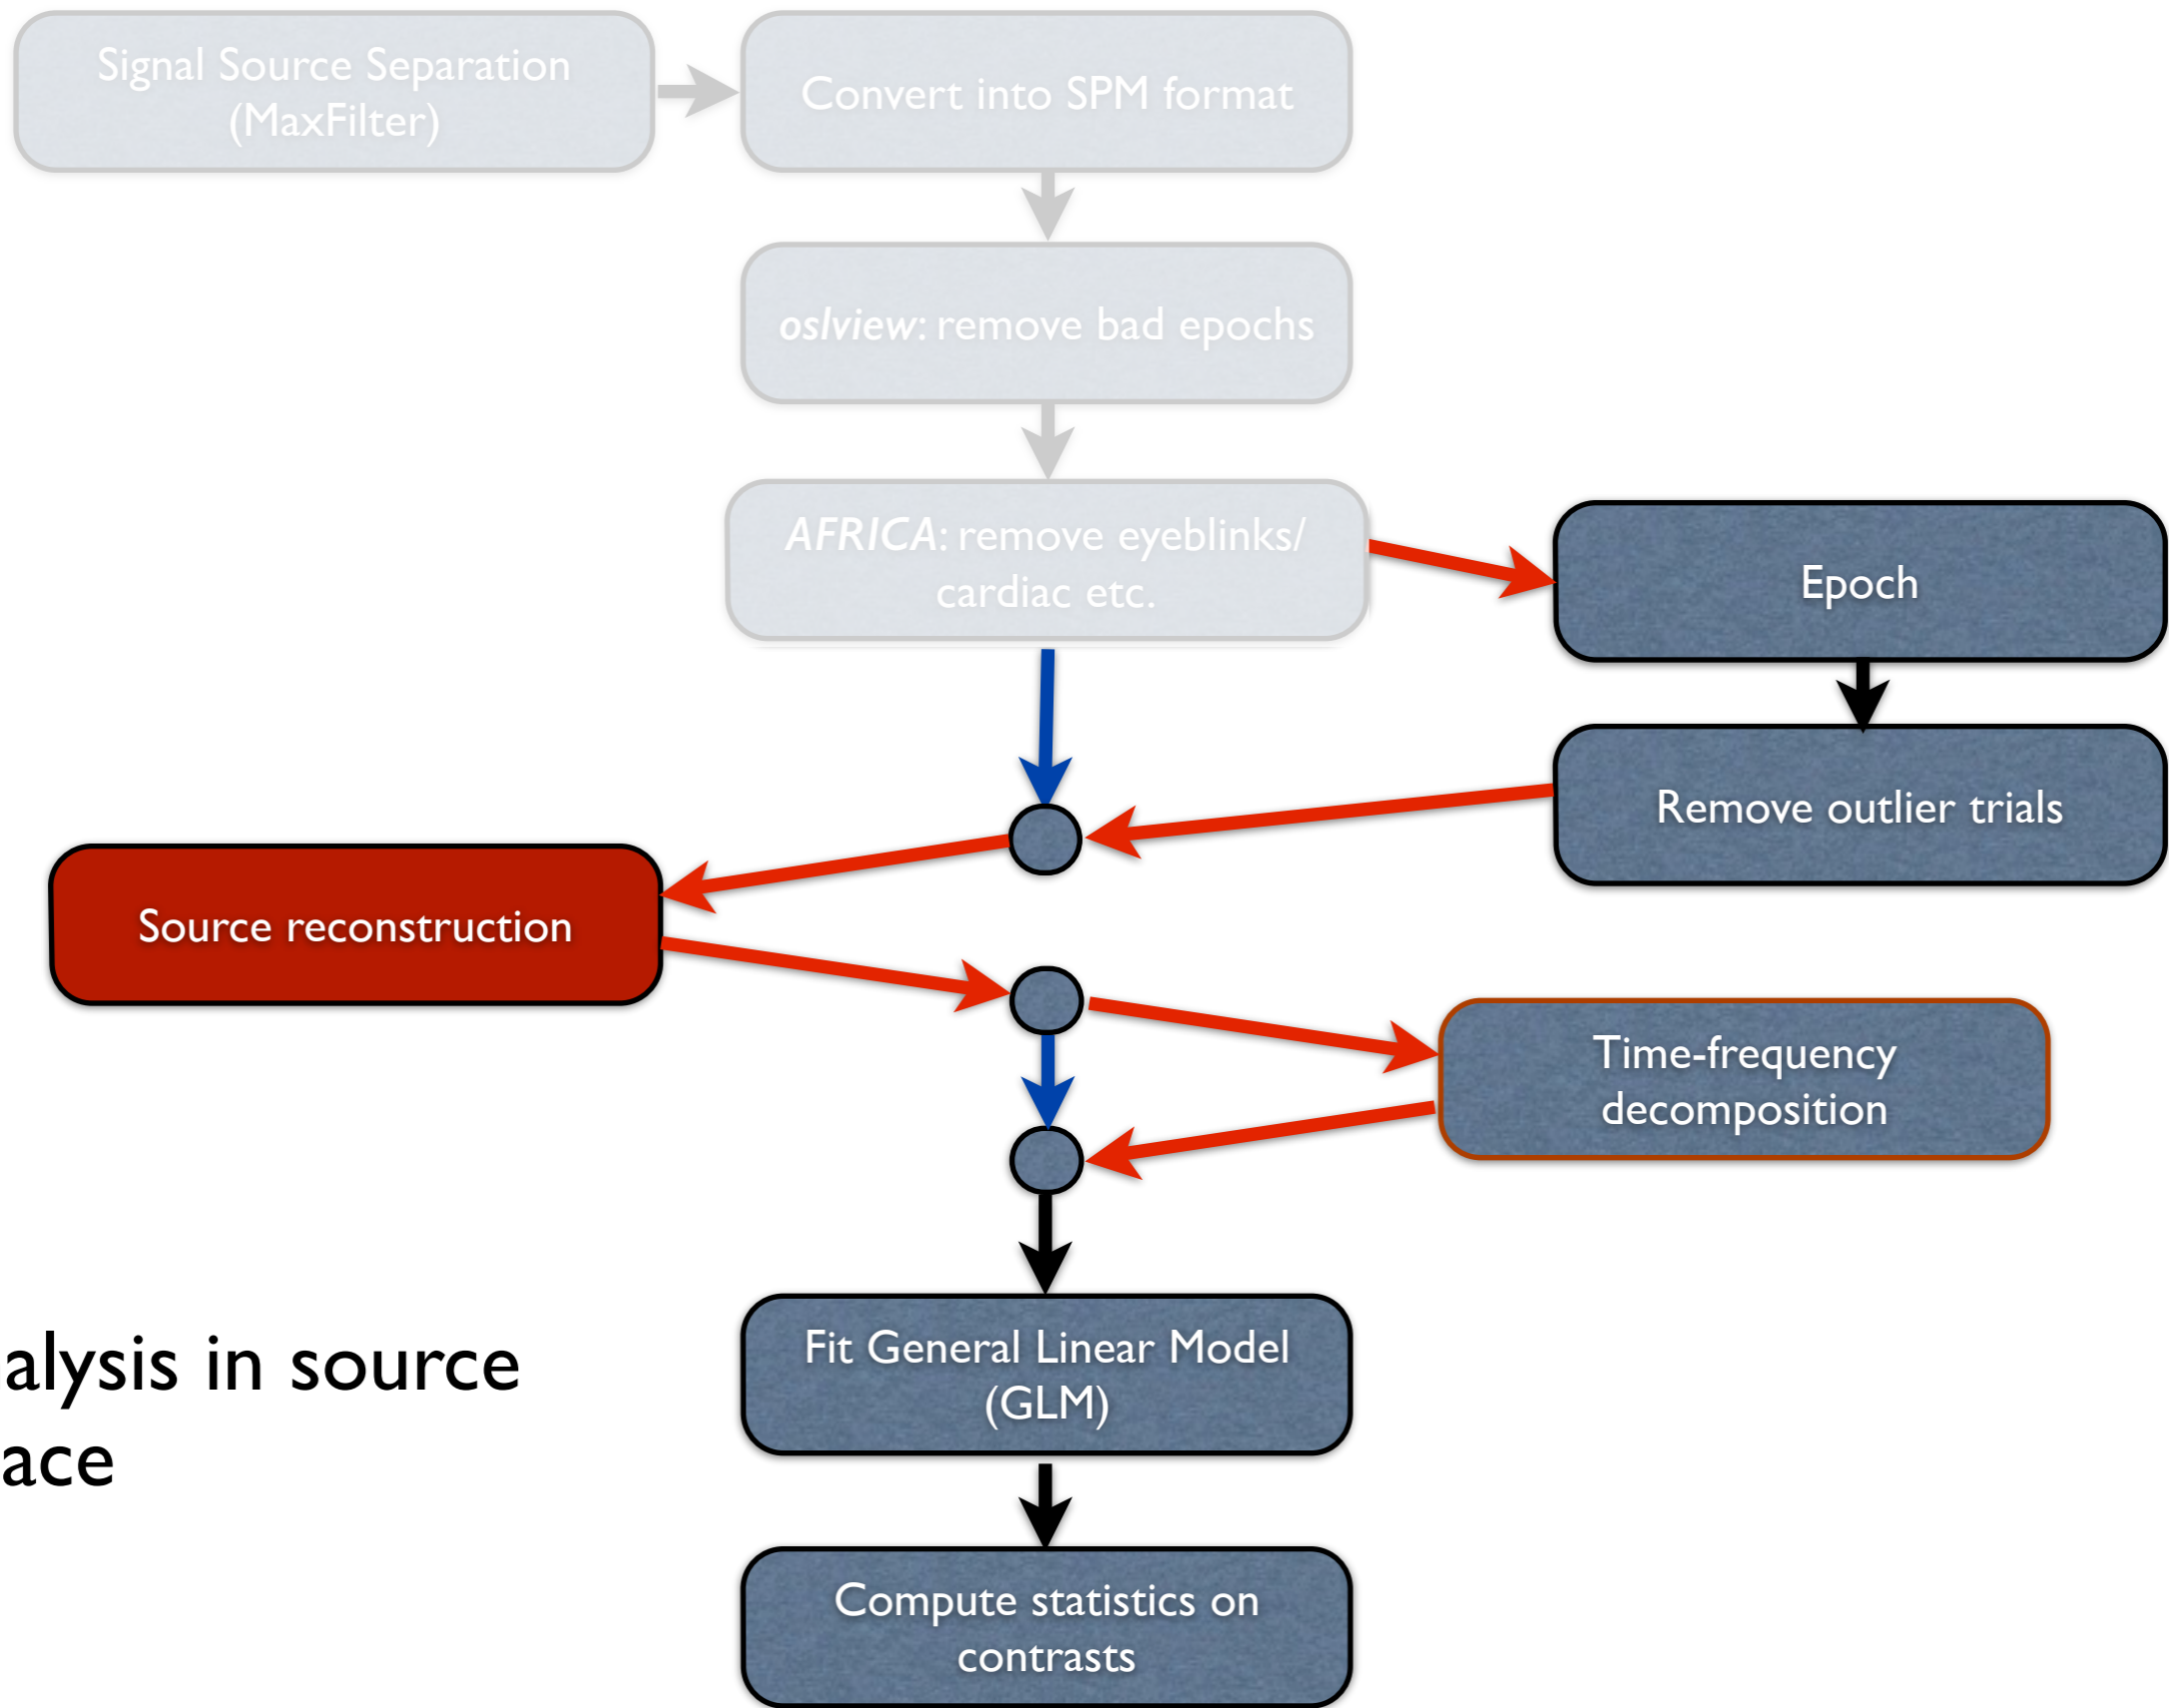 Signal Source Separation
(MaxFilter)
Convert into SPM format
oslview: remove bad epochs
AFRICA: remove eyeblinks/
cardiac etc.
Epoch
Remove outlier trials
Source reconstruction
Time-frequency
decomposition
Fit General Linear Model
(GLM)
alysis in source
ace
Compute statistics on
contrasts